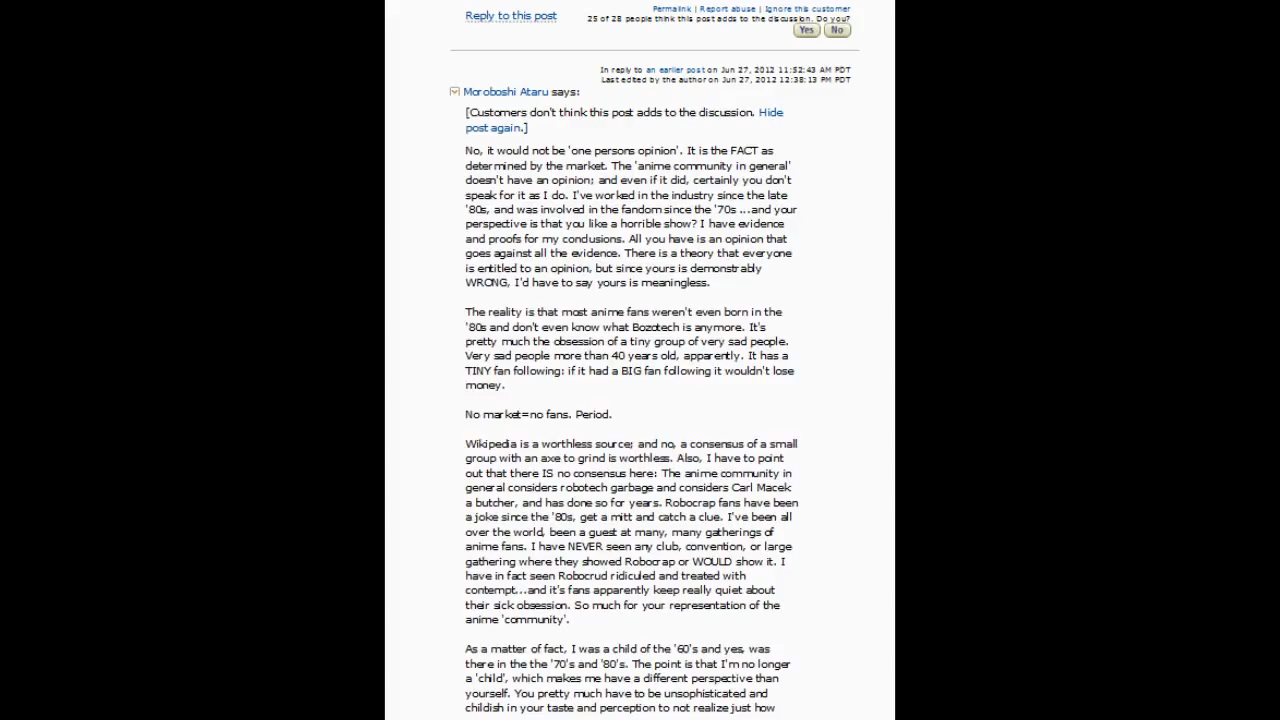 Permalink | Report abuse | Ignore this customer
Reply to this post
25 of 28 people think this post adds to the discussion. Do you?
Yes No
In reply to an earlier post on Jun 27, 2012 11:52:43 AM PDT
Last edited by the author on Jun 27, 2012 12:38:13 PM PDT
Moroboshi Ataru says:
[Customers don't think this post adds to the discussion. Hide
post again.]
No, it would not be 'one persons opinion'. It is the FACT as
determined by the market. The 'anime community in general'
doesn't have an opinion; and even if it did, certainly you don't
speak for it as I do. I've worked in the industry since the late
'80s, and was involved in the fandom since the '70s ...and your
perspective is that you like a horrible show? I have evidence
and proofs for my conclusions. All you have is an opinion that
goes against all the evidence. There is a theory that everyone
is entitled to an opinion, but since yours is demonstrably
WRONG, I'd have to say yours is meaningless.
The reality is that most anime fans weren't even born in the
'80s and don't even know what Bozotech is anymore. It's
pretty much the obsession of a tiny group of very sad people.
Very sad people more than 40 years old, apparently. It has a
TINY fan following: if it had a BIG fan following it wouldn't lose
money.
No market=no fans. Period.
Wikipedia is a worthless source; and no, a consensus of a small
group with an axe to grind is worthless. Also, I have to point
out that there IS no consensus here: The anime community in
general considers robotech garbage and considers Carl Macek
a butcher, and has done so for years. Robocrap fans have been
a joke since the '80s, get a mitt and catch a clue. I've been all
over the world, been a guest at many, many gatherings of
anime fans. I have NEVER seen any club, convention, or large
gathering where they showed Robocrap or WOULD show it. I
have in fact seen Robocrud ridiculed and treated with
contempt...and it's fans apparently keep really quiet about
their sick obsession. So much for your representation of the
anime 'community'.
As a matter of fact, I was a child of the '60's and yes, was
there in the the '70's and '80's. The point is that I'm no longer
a 'child', which makes me have a different perspective than
yourself. You pretty much have to be unsophisticated and
childish in your taste and perception to not realize just how